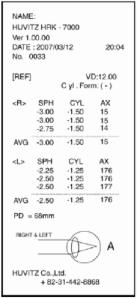 NAME:
HUVITZ HRK - 7000
Ver 1.00.00
DATE : 2007/03/12 20:04
No. 0033
[REF] VD:12.00
Cyl . Form: ( - )
<R> SPH CYL AX
-3.00 -1.50 15
-3.00 -1.50 15
-2.75 -1.50 14
AVG -3.00 -1.50 15
<L> SPH CYL AX
-2.25 -1.25 176
-2.50 -1.25 176
-2.50 -1.25 177
AVG -2.50 -1.25 176
PD = 68mm
RIGHT & LEFT
A
HUVITZ Co.,Ltd.
+ 82-31-442-8868